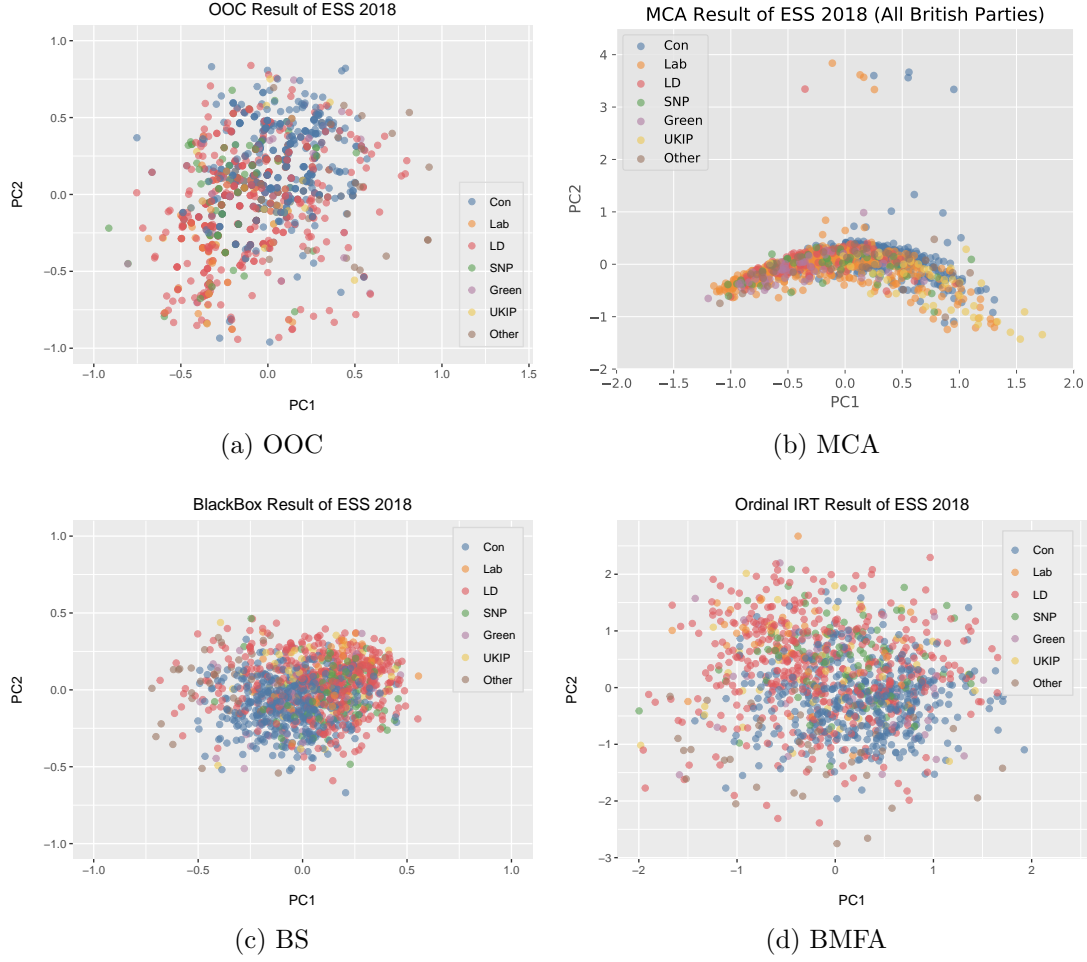 OOC Result of ESS 2018
1.0
0.5
0.0
−0.5
−1.0
PC2
Con
Lab
LD
SNP
Green
UKIP
Other
−1.0 −0.5 0.0 0.5 1.0 1.5
PC1
(a) OOC
MCA Result of ESS 2018 (All British Parties)
4
3
2
1
0
−1
−2
PC2
Con
Lab
LD
SNP
Green
UKIP
Other
−2.0 −1.5 −1.0 −0.5 0.0 0.5 1.0 1.5 2.0
PC1
(b) MCA
BlackBox Result of ESS 2018
1.0
0.5
0.0
−0.5
−1.0
PC2
Con
Lab
LD
SNP
Green
UKIP
Other
−1.0 −0.5 0.0 0.5 1.0
PC1
(c) BS
Ordinal IRT Result of ESS 2018
2
1
0
−1
−2
−3
PC2
Con
Lab
LD
SNP
Green
UKIP
Other
−2 −1 0 1 2
PC1
(d) BMFA